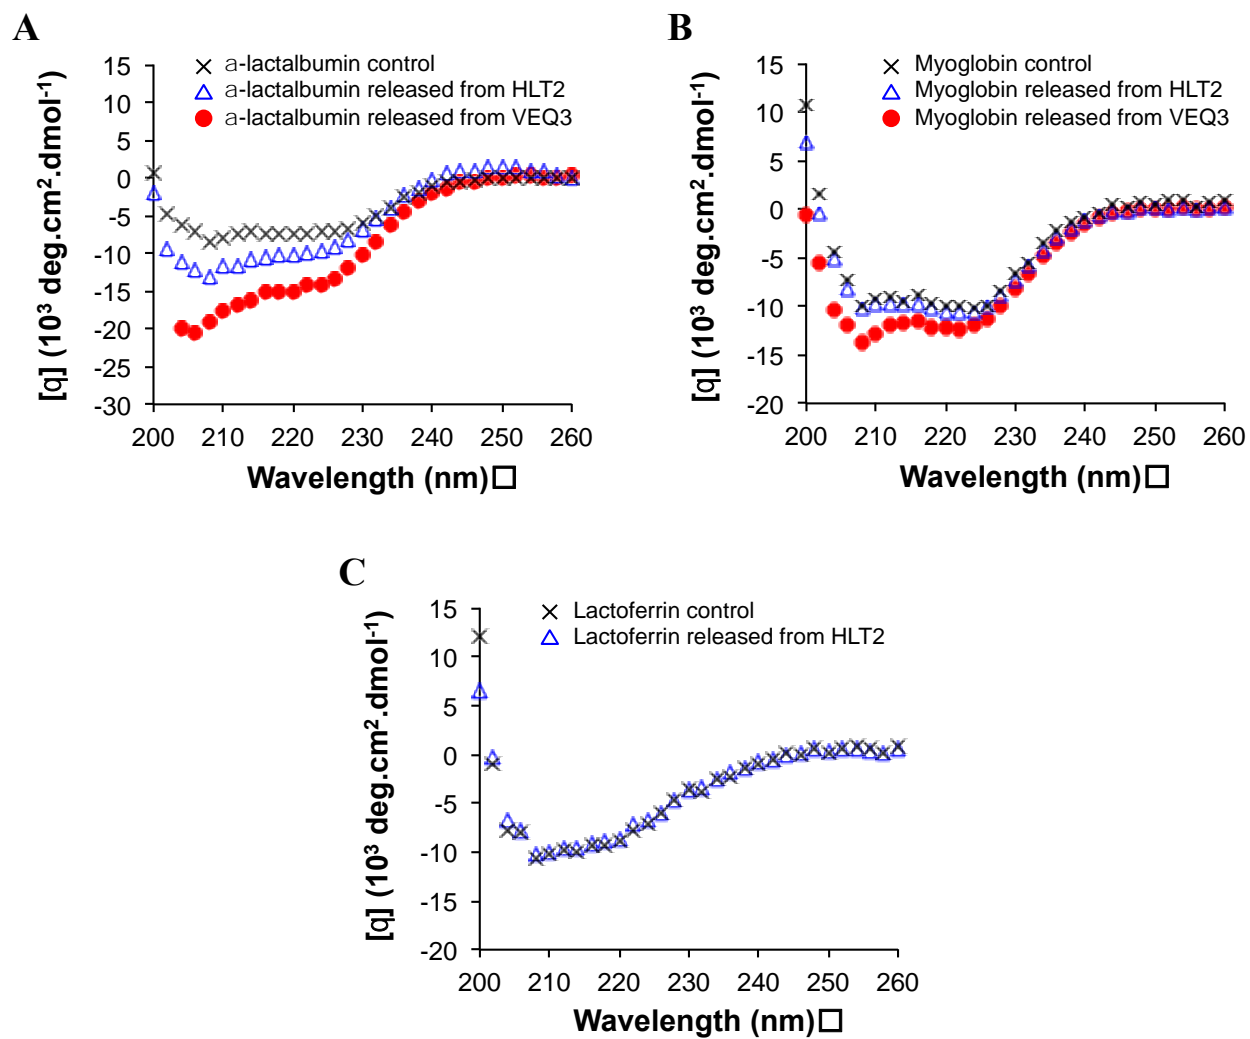 A
α-lactalbumin control
α-lactalbumin released from HLT2
α-lactalbumin released from VEQ3
15
10
5
0
-5
-10
-15
-20
-25
-30
[q] (10³ deg.cm².dmol⁻¹)
200 210 220 230 240 250 260
Wavelength (nm)□
B
Myoglobin control
Myoglobin released from HLT2
Myoglobin released from VEQ3
15
10
5
0
-5
-10
-15
-20
[q] (10³ deg.cm².dmol⁻¹)
200 210 220 230 240 250 260
Wavelength (nm)□
C
Lactoferrin control
Lactoferrin released from HLT2
15
10
5
0
-5
-10
-15
-20
[q] (10³ deg.cm².dmol⁻¹)
200 210 220 230 240 250 260
Wavelength (nm)□